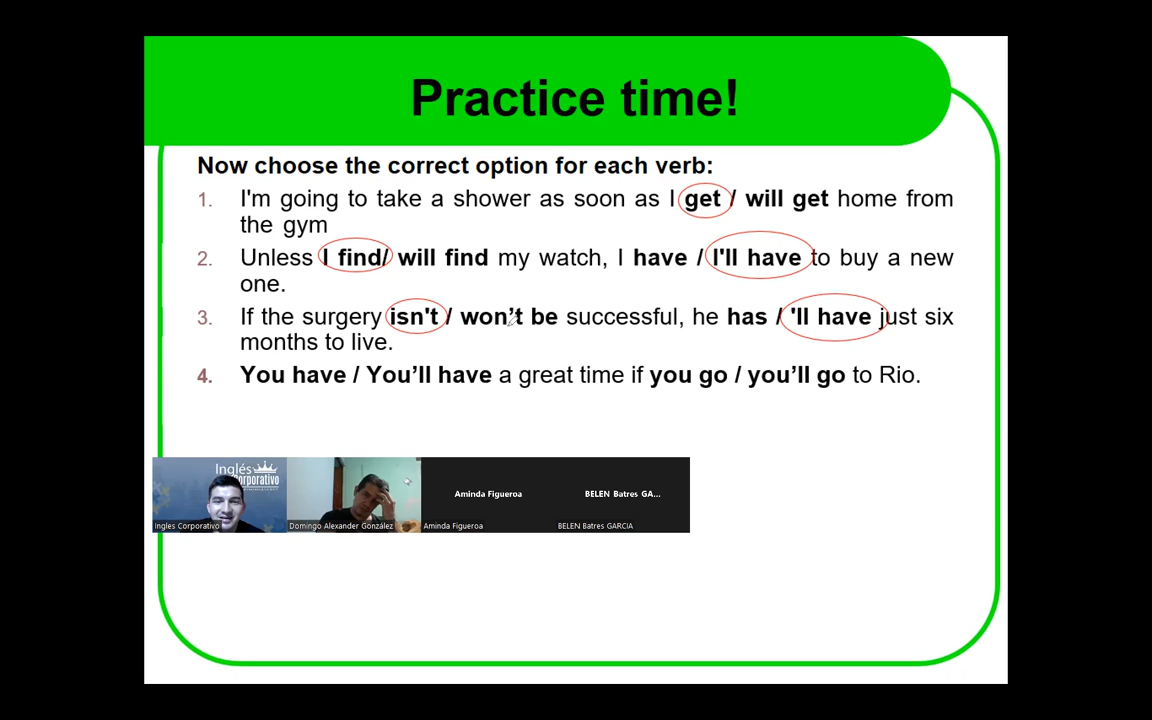 Practice time!
Now choose the correct option for each verb:
1. I'm going to take a shower as soon as I get / will get home from
the gym
2. Unless I find/ will find my watch, I have / I'll have to buy a new
one.
3. If the surgery isn't / won't be successful, he has / 'll have just six
months to live.
4. You have / You’ll have a great time if you go / you’ll go to Rio.
Inglés
Corporativo
Aminda Figueroa
BELEN Batres GA...
Ingles Corporativo
Domingo Alexander González
Aminda Figueroa
BELEN Batres GARCIA